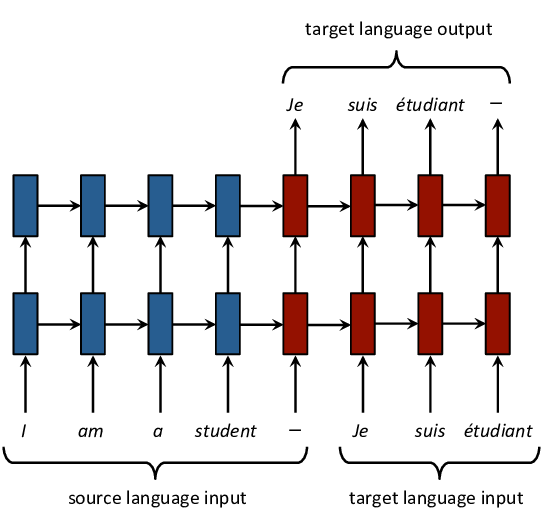 target language output
Je suis étudiant –
I am a student – Je suis étudiant
source language input target language input